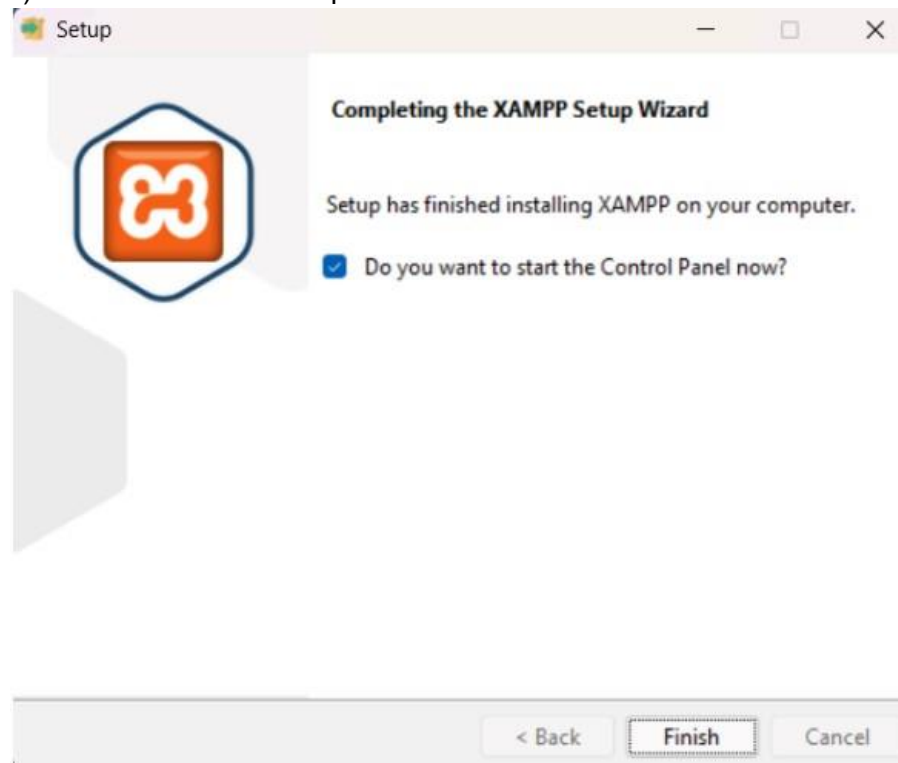 Setup
Completing the XAMPP Setup Wizard
Setup has finished installing XAMPP on your computer.
Do you want to start the Control Panel now?
< Back Finish Cancel